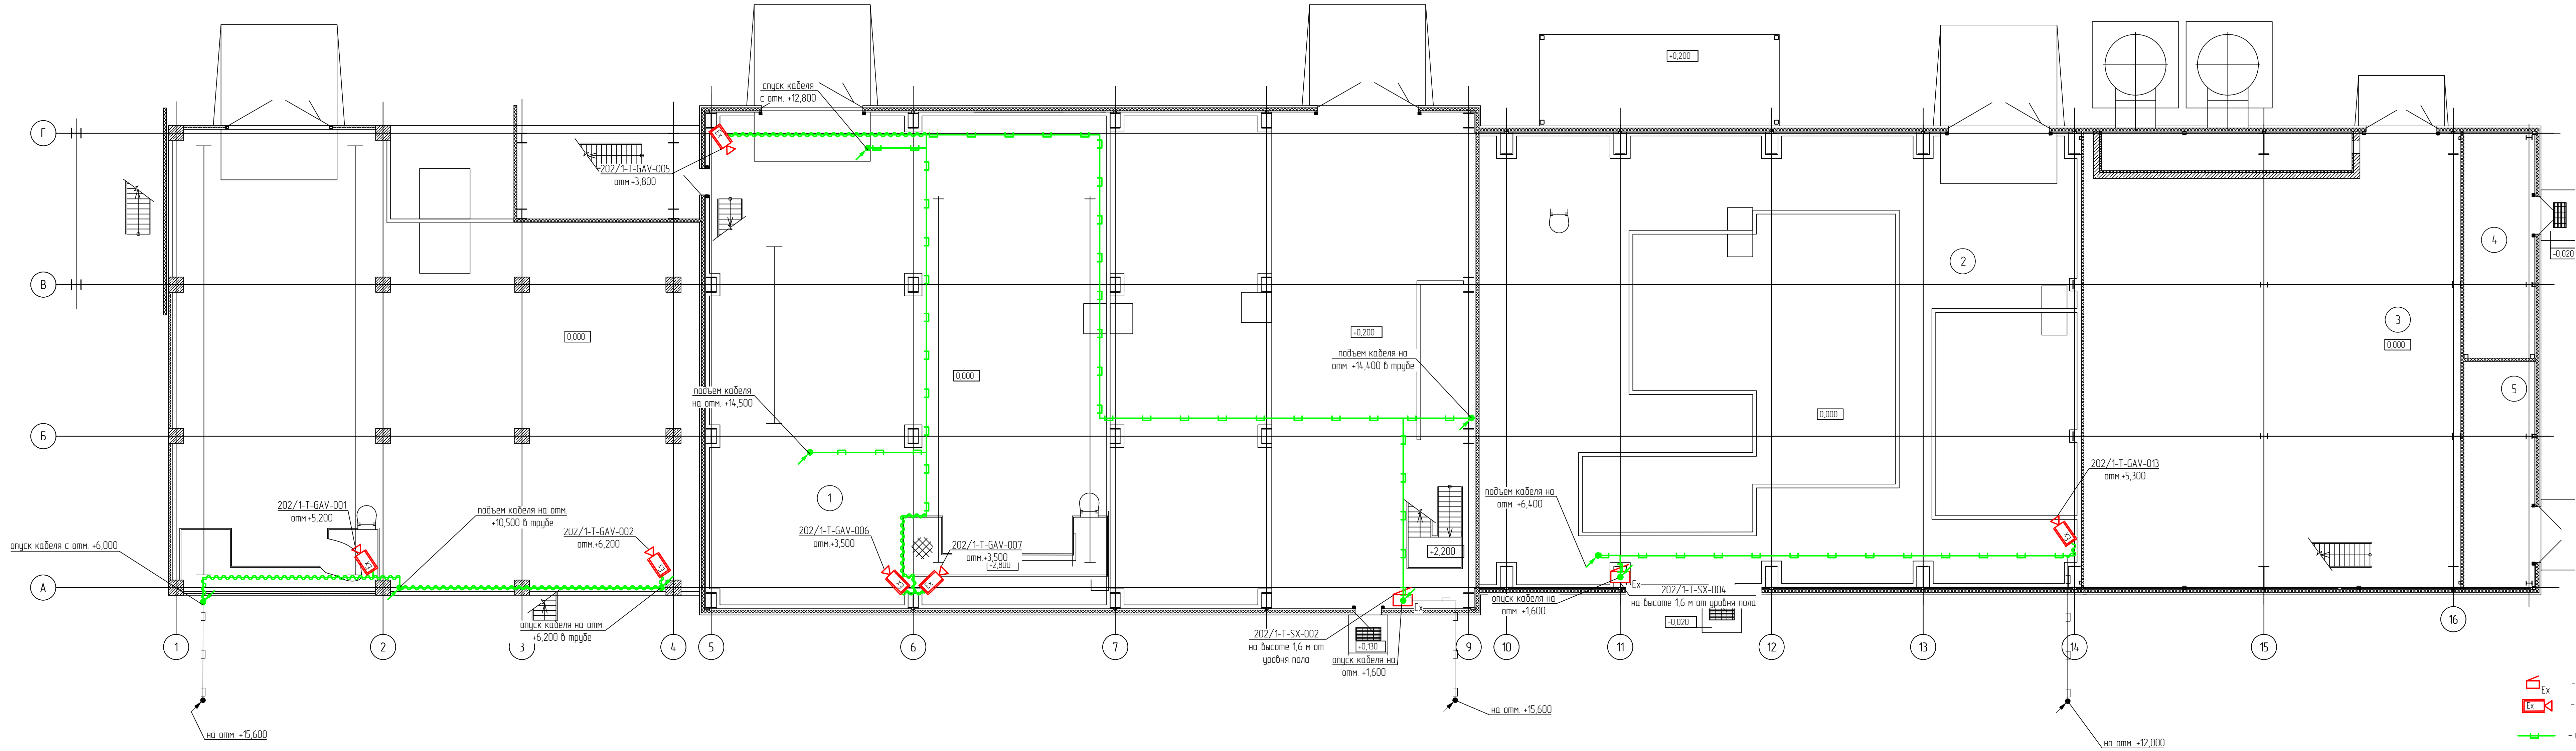 +0,200
спуск кабеля
с отм. +12,800
Г
Ex
202/1-T-GAV-005
отм.+3,800
2
4
-0,020
В
0,000
+0,200
3
0,000
подъем кабеля на
отм. +14,400 в трубе
0,000
подъем кабеля
на отм. +14,500
5
0,000
Б
202/1-T-GAV-013
отм.+5,300
1
202/1-T-GAV-001
отм.+5,200
подъем кабеля на отм.
+10,500 в трубе
202/1-T-GAV-002
отм.+6,200
202/1-T-GAV-006
отм.+3,500
202/1-T-GAV-007
отм.+3,500
+2,800
подъем кабеля на
отм. +6,400
+2,200
Ex
опуск кабеля с отм. +6,000
Ex
Ex
Ex
Ex
Ex
А
202/1-T-SX-004
на высоте 1,6 м от уровня пола
опуск кабеля на
отм. +1,600
Ex
-0,020
опуск кабеля на отм.
+6,200 в трубе
202/1-T-SX-002
на высоте 1,6 м от
уровня пола
+0,130
опуск кабеля на
отм. +1,600
1
2
3
4
5
6
7
9
10
11
12
13
14
15
16
Ex
Ex
на отм. +15,600
на отм. +15,600
на отм. +12,000